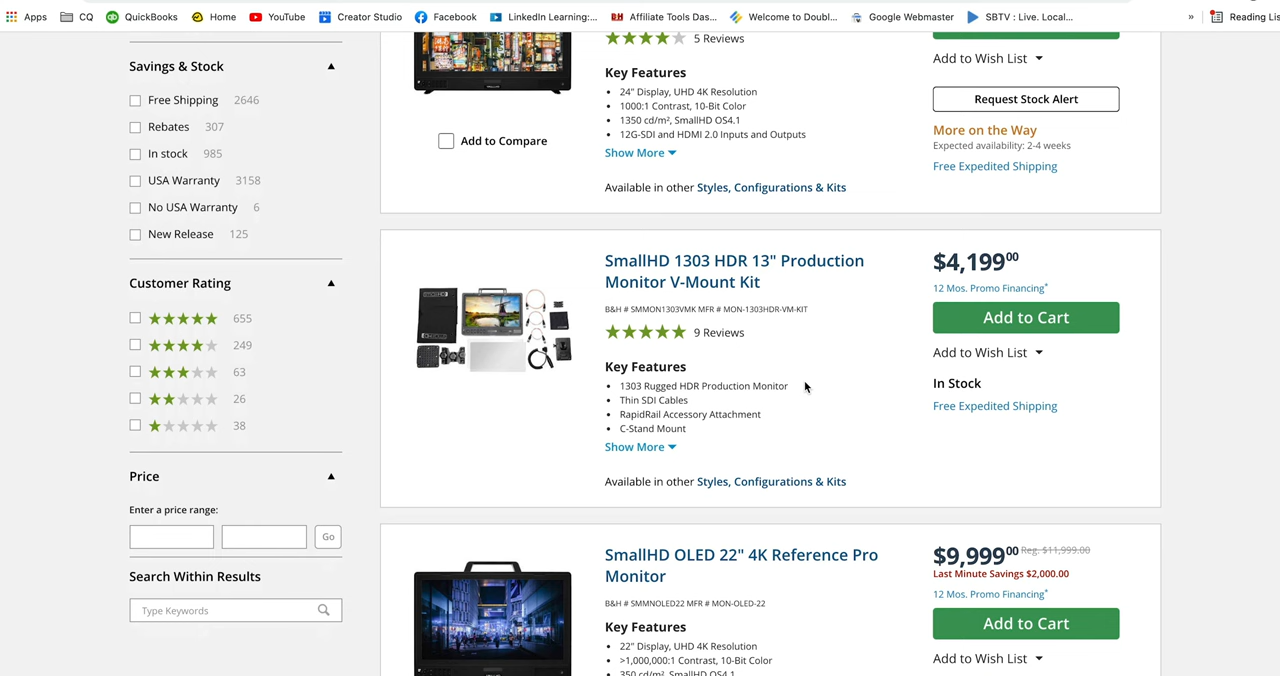 Apps CQ QuickBooks Home YouTube Creator Studio Facebook LinkedIn Learning:... Affiliate Tools Das... Welcome to Doubl... Google Webmaster SBTV : Live. Local... » Reading Lis
Savings & Stock
Free Shipping 2646
Rebates 307
In stock 985
USA Warranty 3158
No USA Warranty 6
New Release 125
Customer Rating
655
249
63
26
38
Price
Enter a price range:
Go
Search Within Results
Type Keywords
5 Reviews
Key Features
• 24" Display, UHD 4K Resolution
• 1000:1 Contrast, 10-Bit Color
• 1350 cd/m², SmallHD OS4.1
• 12G-SDI and HDMI 2.0 Inputs and Outputs
Show More
Available in other Styles, Configurations & Kits
Add to Compare
Add to Wish List
Request Stock Alert
More on the Way
Expected availability: 2-4 weeks
Free Expedited Shipping
SmallHD 1303 HDR 13" Production
Monitor V-Mount Kit
B&H # SMMON1303VMK MFR # MON-1303HDR-VM-KIT
9 Reviews
Key Features
• 1303 Rugged HDR Production Monitor
• Thin SDI Cables
• RapidRail Accessory Attachment
• C-Stand Mount
Show More
Available in other Styles, Configurations & Kits
$4,199.00
12 Mos. Promo Financing*
Add to Cart
Add to Wish List
In Stock
Free Expedited Shipping
SmallHD OLED 22" 4K Reference Pro
Monitor
B&H # SMMNOLED22 MFR # MON-OLED-22
Key Features
• 22" Display, UHD 4K Resolution
• >1,000,000:1 Contrast, 10-Bit Color
• 350 cd/m², SmallHD OS4.1
$9,999.00 Reg. $11,999.00
Last Minute Savings $2,000.00
12 Mos. Promo Financing*
Add to Cart
Add to Wish List